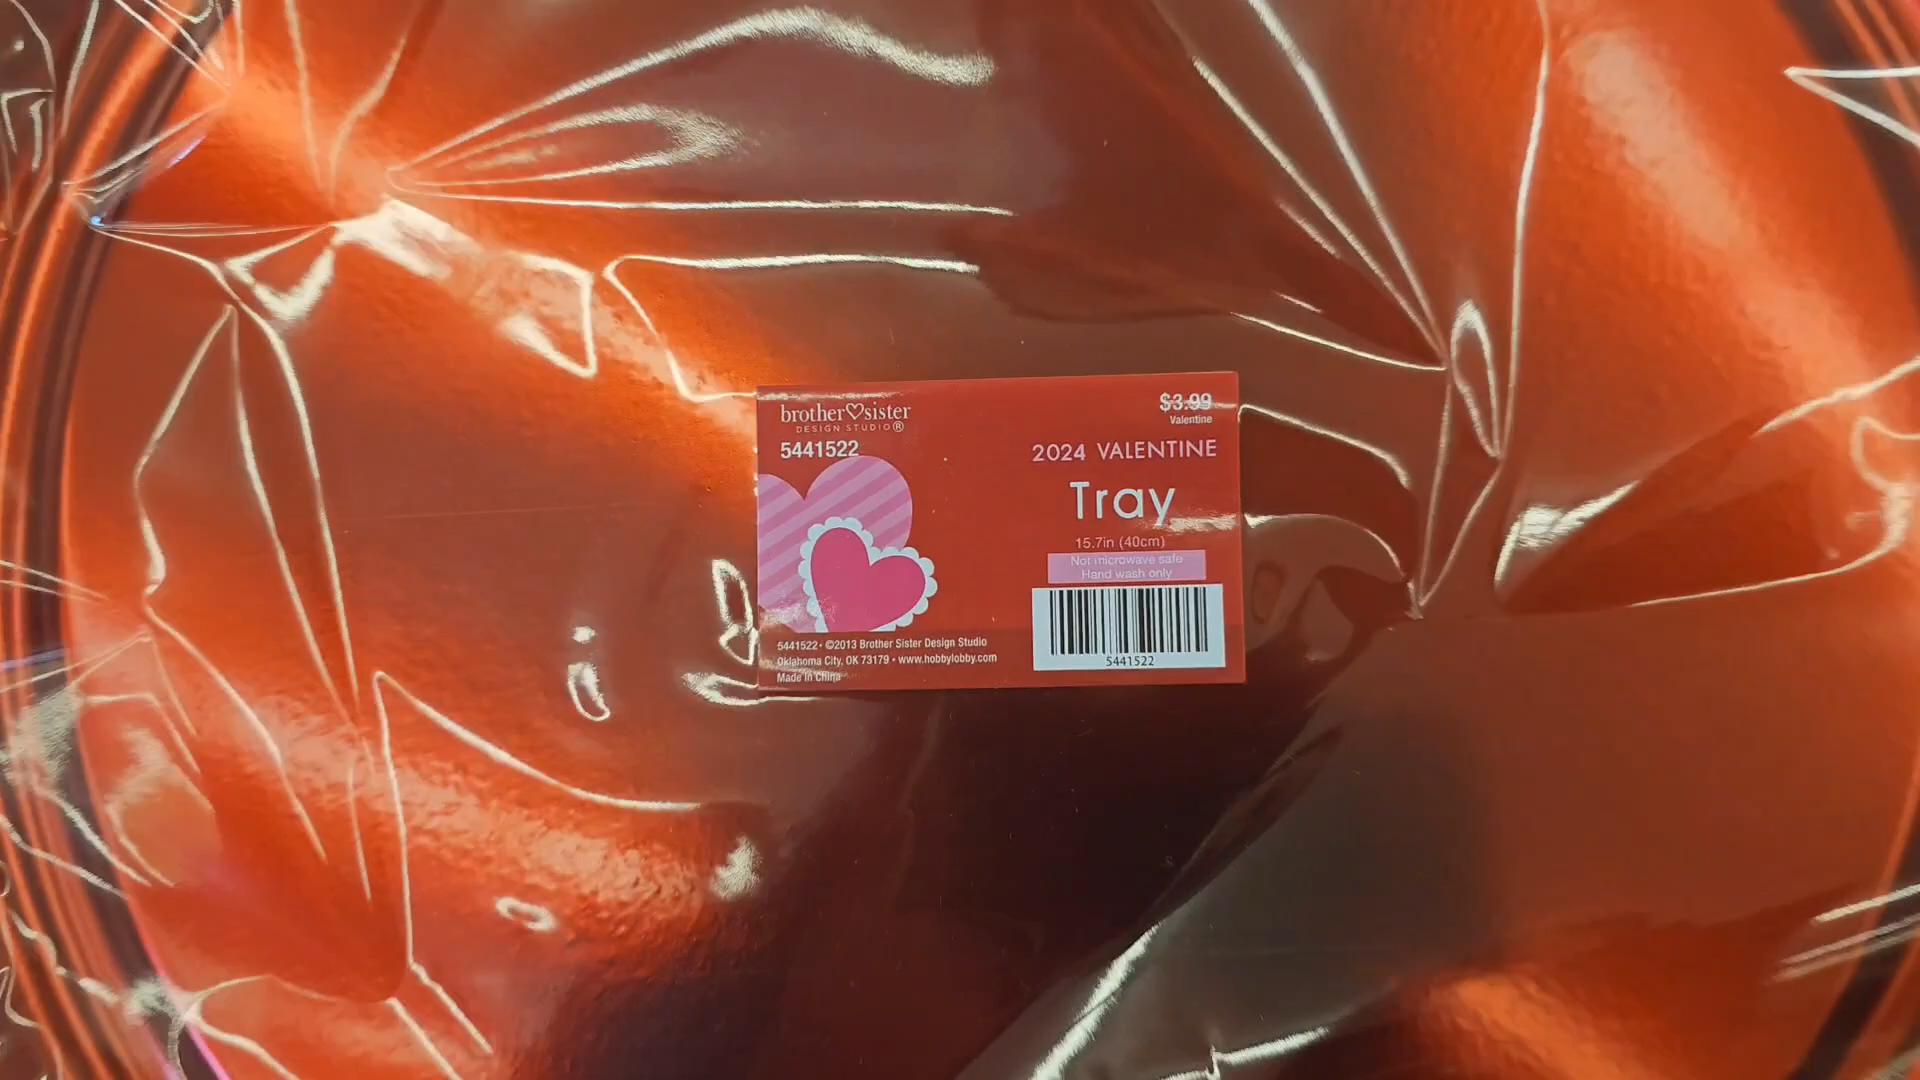 brother♡sister
DESIGN STUDIO®
5441522
$3.99
Valentine
2024 VALENTINE
Tray
15.7in (40cm)
Not microwave safe
Hand wash only
5441522
5441522 • ©2013 Brother Sister Design Studio
Oklahoma City, OK 73179 • www.hobbylobby.com
Made in China